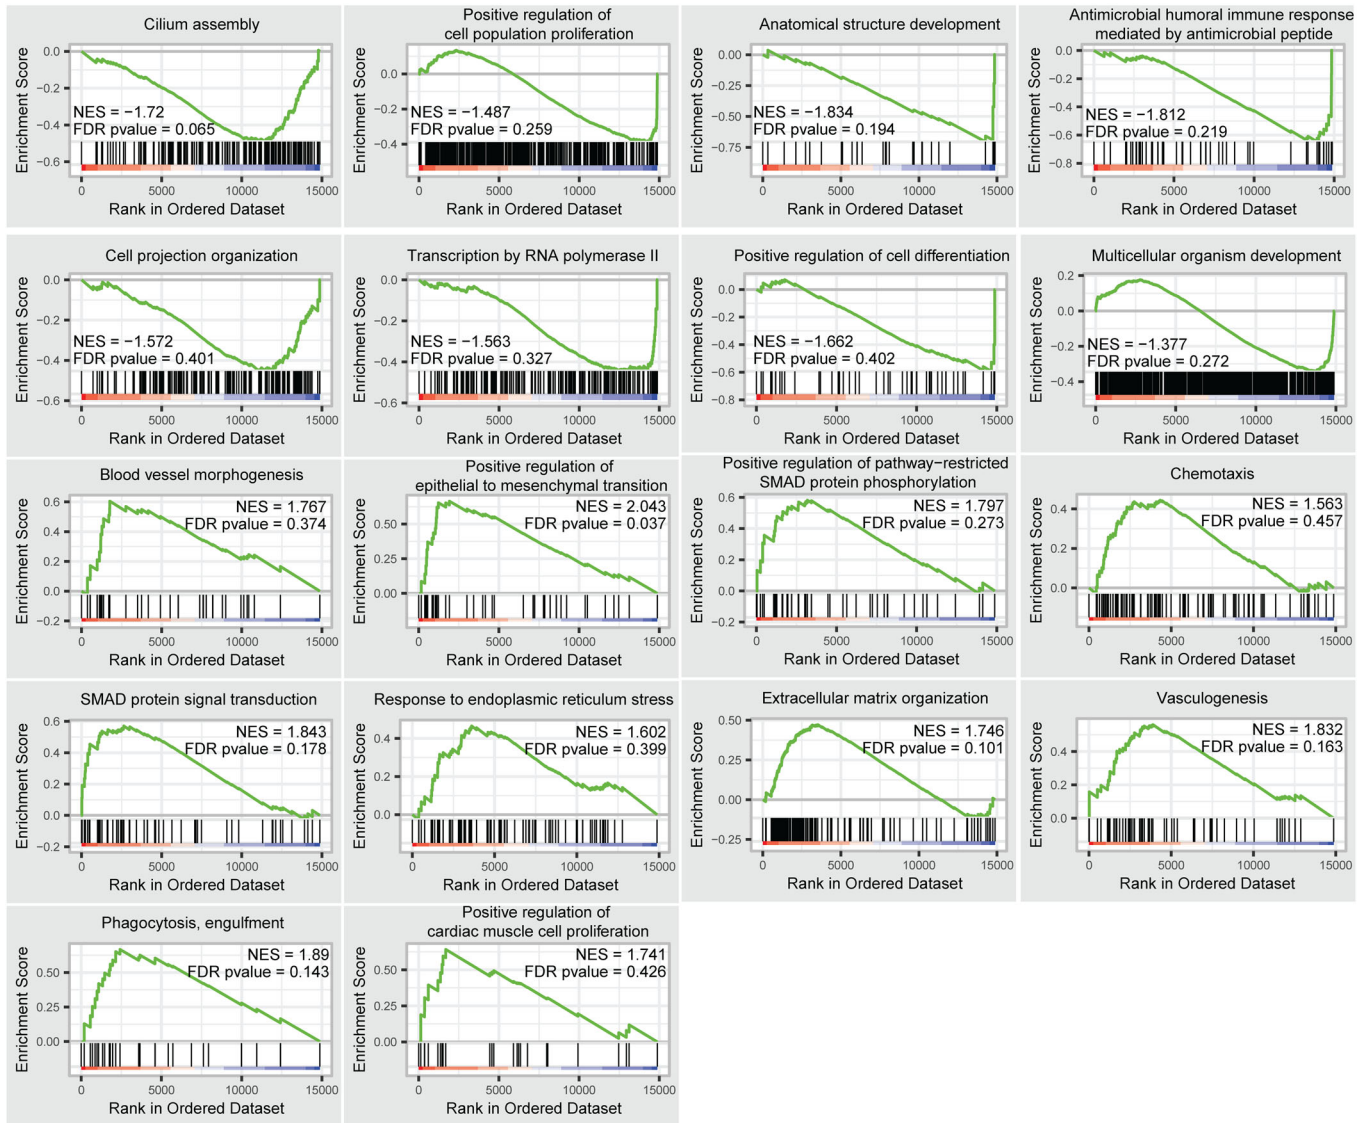 Cilium assembly
Enrichment Score
0.0
−0.2
−0.4
−0.6
NES = −1.72
FDR pvalue = 0.065
0 5000 10000 15000
Rank in Ordered Dataset
Positive regulation of
cell population proliferation
Enrichment Score
0.0
−0.2
−0.4
NES = −1.487
FDR pvalue = 0.259
0 5000 10000 15000
Rank in Ordered Dataset
Anatomical structure development
Enrichment Score
0.00
−0.25
−0.50
−0.75
NES = −1.834
FDR pvalue = 0.194
0 5000 10000 15000
Rank in Ordered Dataset
Antimicrobial humoral immune response
mediated by antimicrobial peptide
Enrichment Score
0.0
−0.2
−0.4
−0.6
−0.8
NES = −1.812
FDR pvalue = 0.219
0 5000 10000 15000
Rank in Ordered Dataset
Cell projection organization
Enrichment Score
0.0
−0.2
−0.4
−0.6
NES = −1.572
FDR pvalue = 0.401
0 5000 10000 15000
Rank in Ordered Dataset
Transcription by RNA polymerase II
Enrichment Score
0.0
−0.2
−0.4
−0.6
NES = −1.563
FDR pvalue = 0.327
0 5000 10000 15000
Rank in Ordered Dataset
Positive regulation of cell differentiation
Enrichment Score
0.0
−0.2
−0.4
−0.6
−0.8
NES = −1.662
FDR pvalue = 0.402
0 5000 10000 15000
Rank in Ordered Dataset
Multicellular organism development
Enrichment Score
0.2
0.0
−0.2
−0.4
NES = −1.377
FDR pvalue = 0.272
0 5000 10000 15000
Rank in Ordered Dataset
Blood vessel morphogenesis
Enrichment Score
0.6
0.4
0.2
0.0
−0.2
NES = 1.767
FDR pvalue = 0.374
0 5000 10000 15000
Rank in Ordered Dataset
Positive regulation of
epithelial to mesenchymal transition
Enrichment Score
0.50
0.25
0.00
NES = 2.043
FDR pvalue = 0.037
0 5000 10000 15000
Rank in Ordered Dataset
Positive regulation of pathway−restricted
SMAD protein phosphorylation
Enrichment Score
0.6
0.4
0.2
0.0
−0.2
NES = 1.797
FDR pvalue = 0.273
0 5000 10000 15000
Rank in Ordered Dataset
Chemotaxis
Enrichment Score
0.4
0.2
0.0
NES = 1.563
FDR pvalue = 0.457
0 5000 10000 15000
Rank in Ordered Dataset
SMAD protein signal transduction
Enrichment Score
0.6
0.4
0.2
0.0
−0.2
NES = 1.843
FDR pvalue = 0.178
0 5000 10000 15000
Rank in Ordered Dataset
Response to endoplasmic reticulum stress
Enrichment Score
0.4
0.2
0.0
NES = 1.602
FDR pvalue = 0.399
0 5000 10000 15000
Rank in Ordered Dataset
Extracellular matrix organization
Enrichment Score
0.50
0.25
0.00
−0.25
NES = 1.746
FDR pvalue = 0.101
0 5000 10000 15000
Rank in Ordered Dataset
Vasculogenesis
Enrichment Score
0.4
0.2
0.0
NES = 1.832
FDR pvalue = 0.163
0 5000 10000 15000
Rank in Ordered Dataset
Phagocytosis, engulfment
Enrichment Score
0.50
0.25
0.00
NES = 1.89
FDR pvalue = 0.143
0 5000 10000 15000
Rank in Ordered Dataset
Positive regulation of
cardiac muscle cell proliferation
Enrichment Score
0.50
0.25
0.00
NES = 1.741
FDR pvalue = 0.426
0 5000 10000 15000
Rank in Ordered Dataset